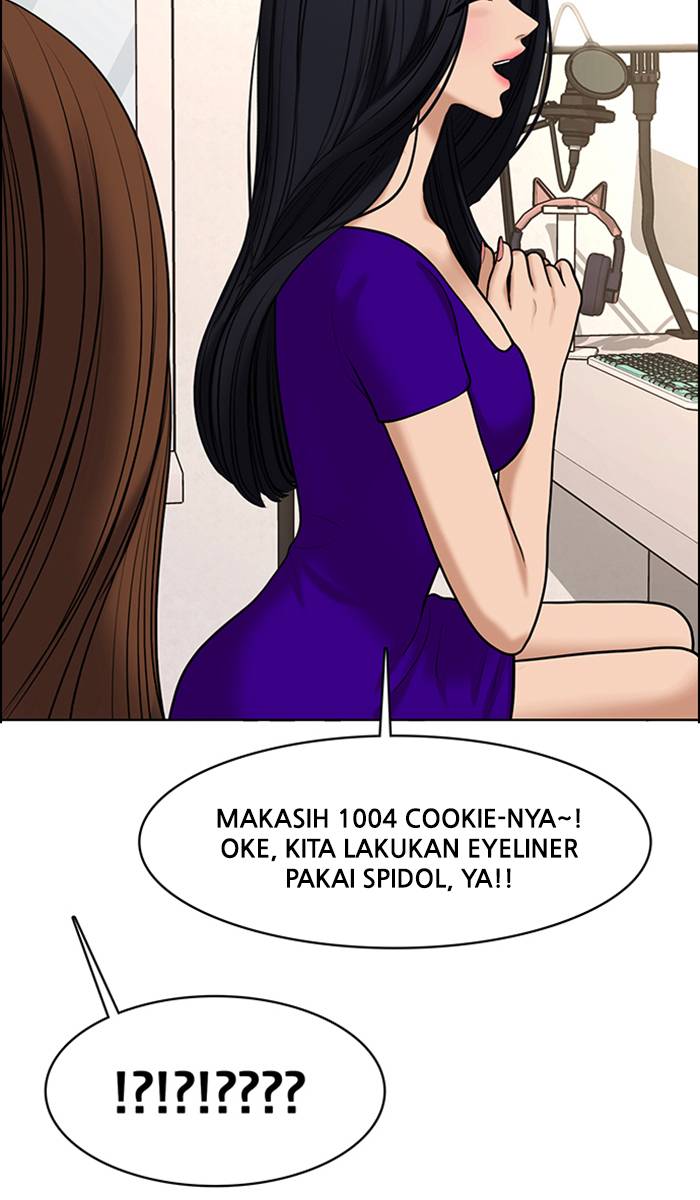 MAKASIH 1004 COOKIE-NYA~!
OKE, KITA LAKUKAN EYELINER
PAKAI SPIDOL, YA!!
!?!?!????